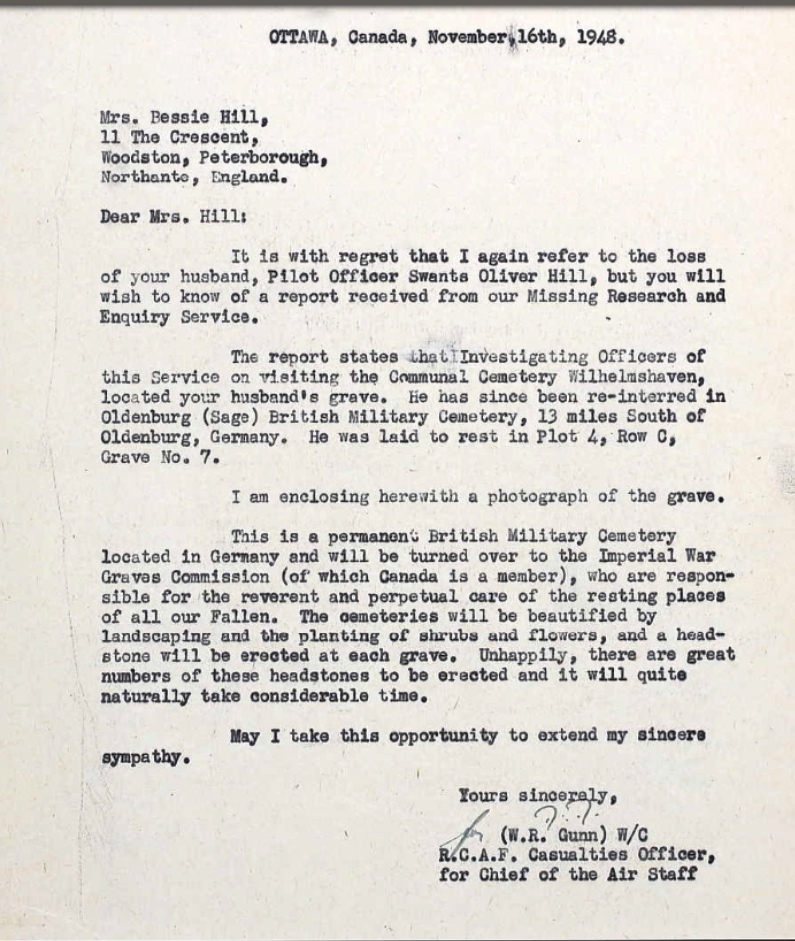 OTTAWA, Canada, November 16th, 1948.
Mrs. Bessie Hill,
11 The Crescent,
Woodston, Peterborough,
Northants, England.
Dear Mrs. Hill:
It is with regret that I again refer to the loss
of your husband, Pilot Officer Swants Oliver Hill, but you will
wish to know of a report received from our Missing Research and
Enquiry Service.
The report states that Investigating Officers of
this Service on visiting the Communal Cemetery Wilhelmshaven,
located your husband's grave. He has since been re-interred in
Oldenburg (Sage) British Military Cemetery, 13 miles South of
Oldenburg, Germany. He was laid to rest in Plot 4, Row C,
Grave No. 7.
I am enclosing herewith a photograph of the grave.
This is a permanent British Military Cemetery
located in Germany and will be turned over to the Imperial War
Graves Commission (of which Canada is a member), who are respon-
sible for the reverent and perpetual care of the resting places
of all our Fallen. The cemeteries will be beautified by
landscaping and the planting of shrubs and flowers, and a head-
stone will be erected at each grave. Unhappily, there are great
numbers of these headstones to be erected and it will quite
naturally take considerable time.
May I take this opportunity to extend my sincere
sympathy.
Yours sincerely,
for (W.R. Gunn) W/C
R.C.A.F. Casualties Officer,
for Chief of the Air Staff